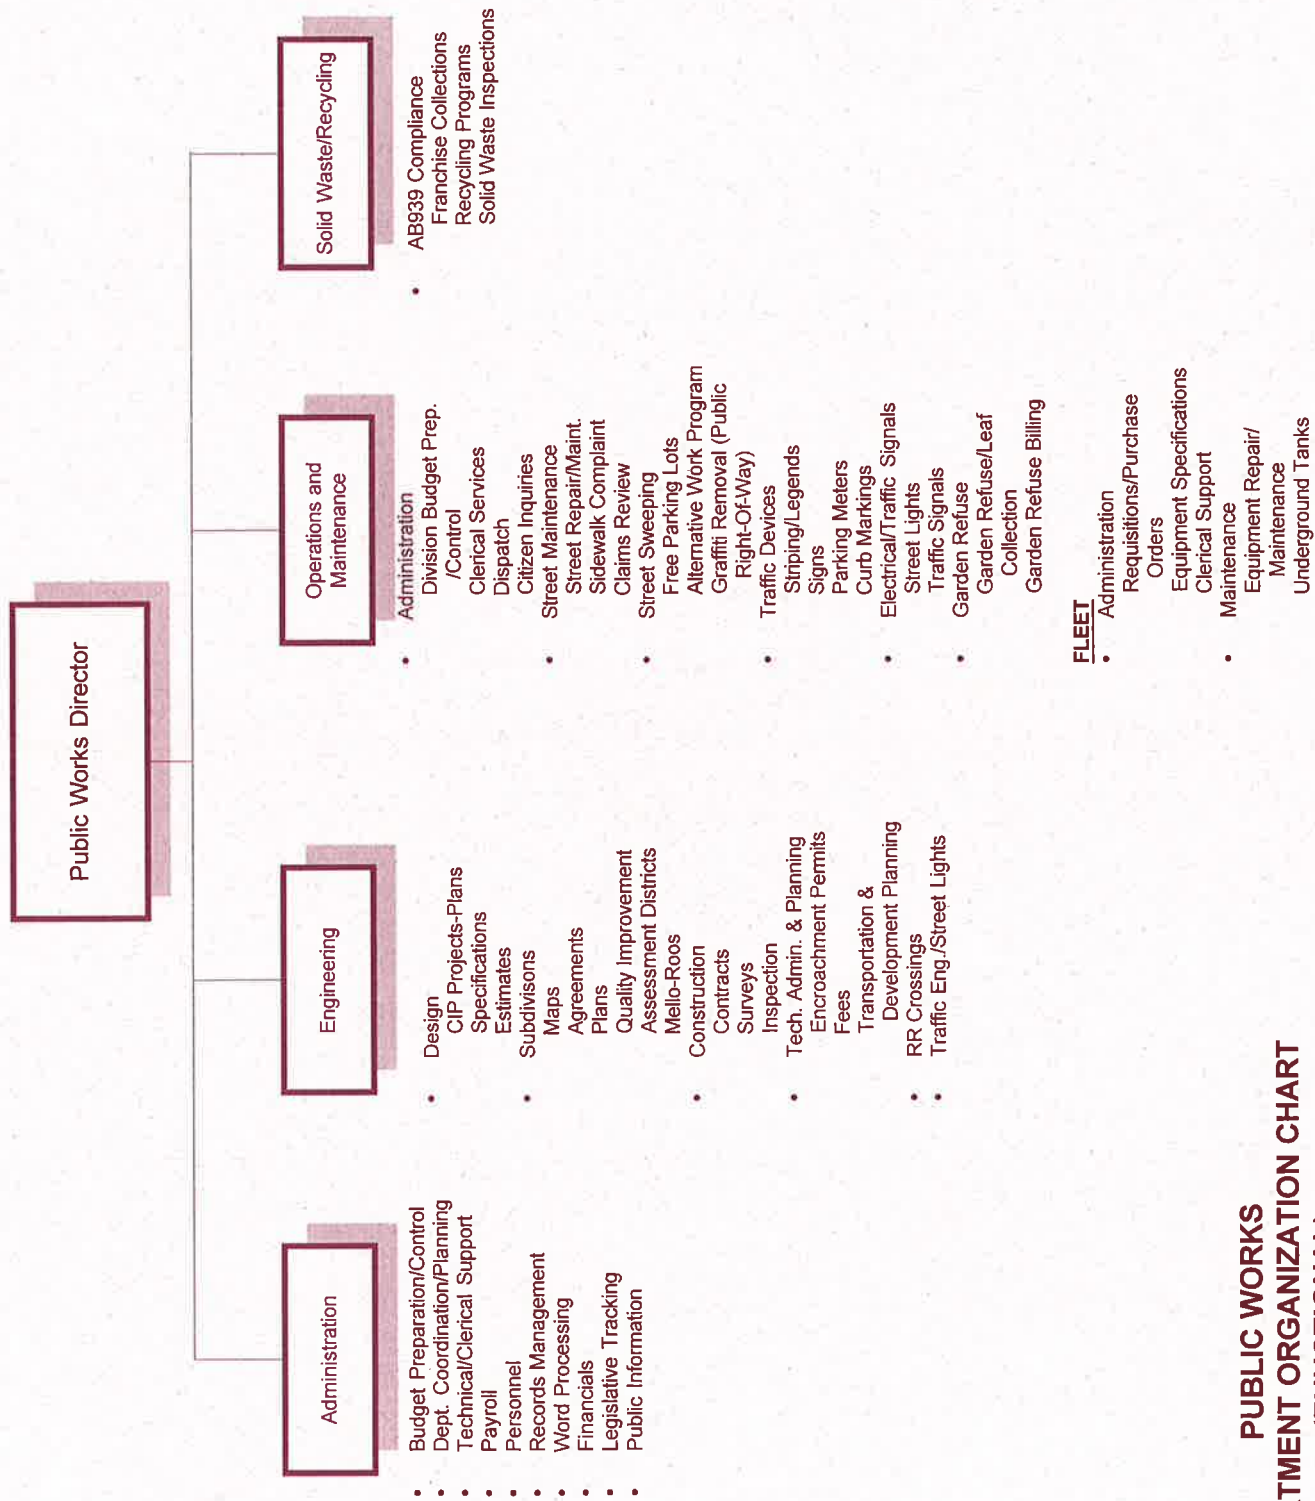 Public Works Director
Administration
Budget Preparation/Control
Dept. Coordination/Planning
Technical/Clerical Support
Payroll
Personnel
Records Management
Word Processing
Financials
Legislative Tracking
Public Information
Engineering
Design
CIP Projects-Plans
Specifications
Estimates
Subdivisons
Maps
Agreements
Plans
Quality Improvement
Assessment Districts
Mello-Roos
Construction
Contracts
Surveys
Inspection
Tech. Admin. & Planning
Encroachment Permits
Fees
Transportation &
Development Planning
RR Crossings
Traffic Eng./Street Lights
Operations and
Maintenance
Administration
Division Budget Prep.
/Control
Clerical Services
Dispatch
Citizen Inquiries
Street Maintenance
Street Repair/Maint.
Sidewalk Complaint
Claims Review
Street Sweeping
Free Parking Lots
Alternative Work Program
Graffiti Removal (Public
Right-Of-Way)
Traffic Devices
Striping/Legends
Signs
Parking Meters
Curb Markings
Electrical/Traffic Signals
Street Lights
Traffic Signals
Garden Refuse
Garden Refuse/Leaf
Collection
Garden Refuse Billing
FLEET
Administration
Requisitions/Purchase
Orders
Equipment Specifications
Clerical Support
Maintenance
Equipment Repair/
Maintenance
Underground Tanks
Solid Waste/Recycling
AB939 Compliance
Franchise Collections
Recycling Programs
Solid Waste Inspections
PUBLIC WORKS
TMENT ORGANIZATION CHART